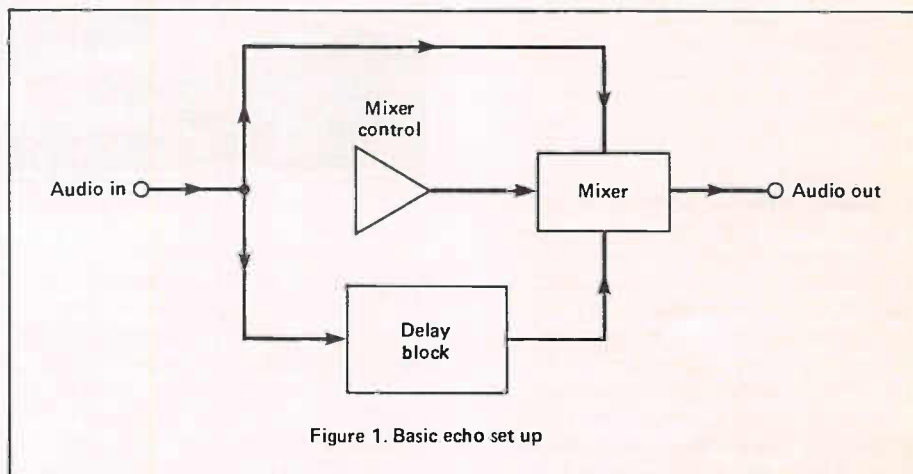 Mixer
control
Audio in
Mixer
Audio out
Delay
block
Figure 1. Basic echo set up